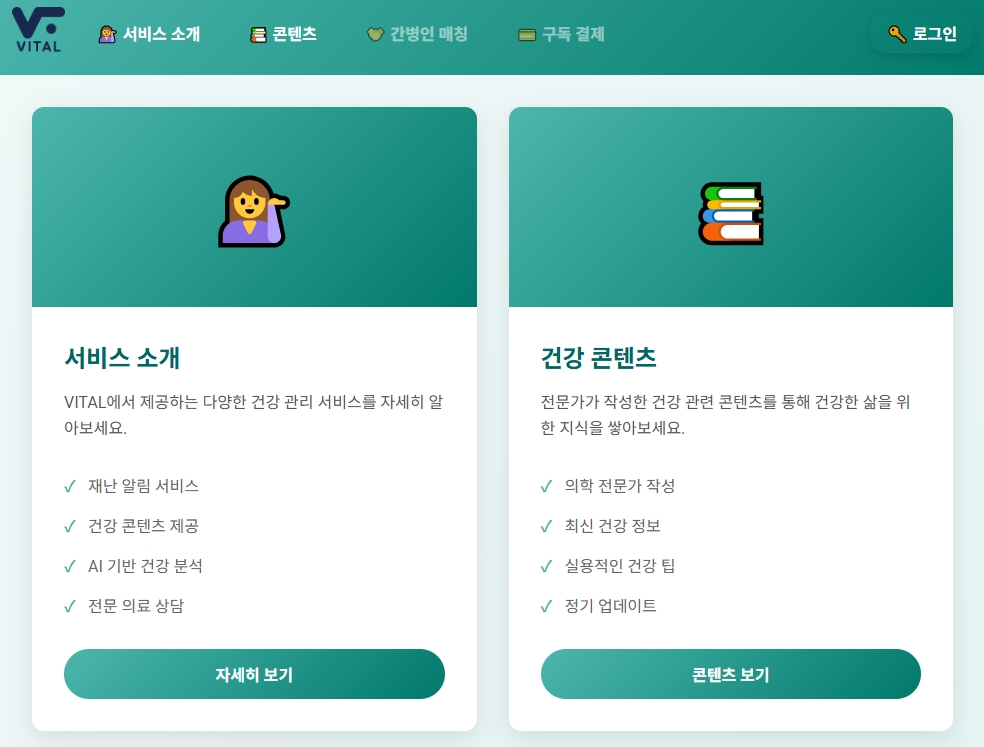 VITAL
서비스 소개
콘텐츠
간병인 매칭
구독 결제
로그인
서비스 소개
VITAL에서 제공하는 다양한 건강 관리 서비스를 자세히 알
아보세요.
✓ 재난 알림 서비스
✓ 건강 콘텐츠 제공
✓ AI 기반 건강 분석
✓ 전문 의료 상담
자세히 보기
건강 콘텐츠
전문가가 작성한 건강 관련 콘텐츠를 통해 건강한 삶을 위
한 지식을 쌓아보세요.
✓ 의학 전문가 작성
✓ 최신 건강 정보
✓ 실용적인 건강 팁
✓ 정기 업데이트
콘텐츠 보기